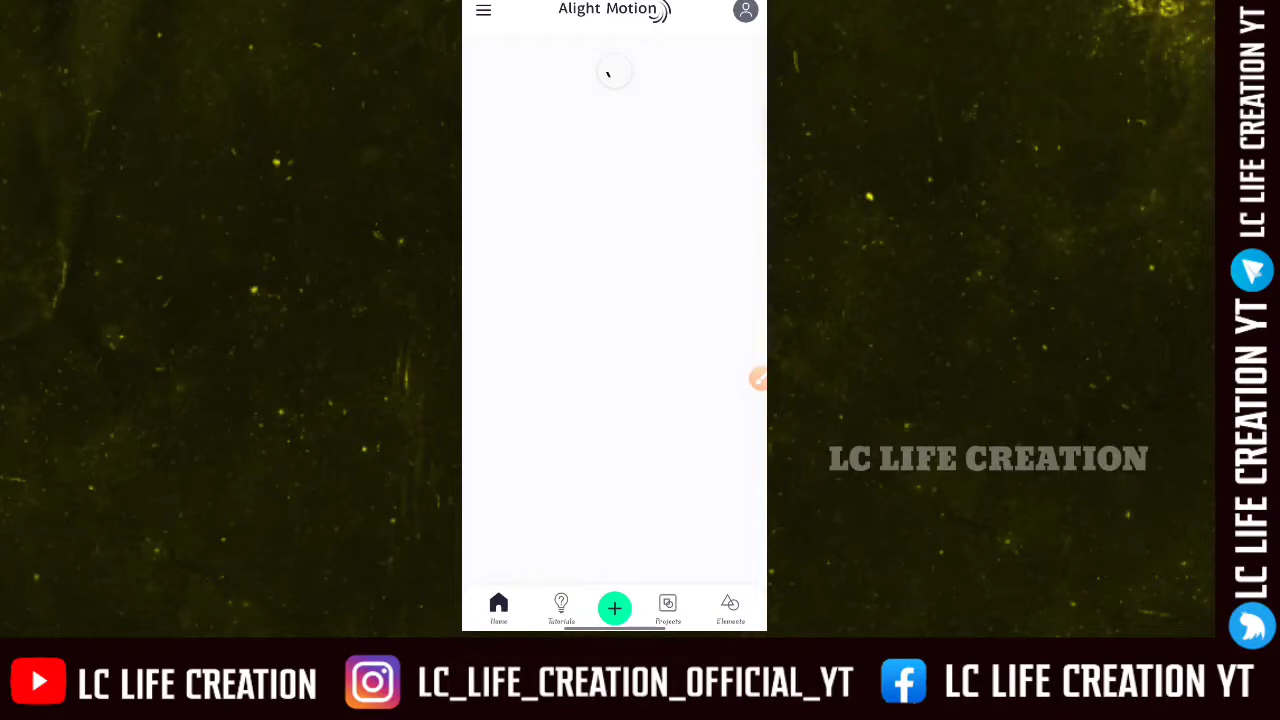 Alight Motion
Home
Tutorials
Projects
Elements
LC LIFE CREATION
LC LIFE CREATION YT
LC LIFE CREATION YT
LC LIFE CREATION
LC_LIFE_CREATION_OFFICIAL_YT
LC LIFE CREATION YT